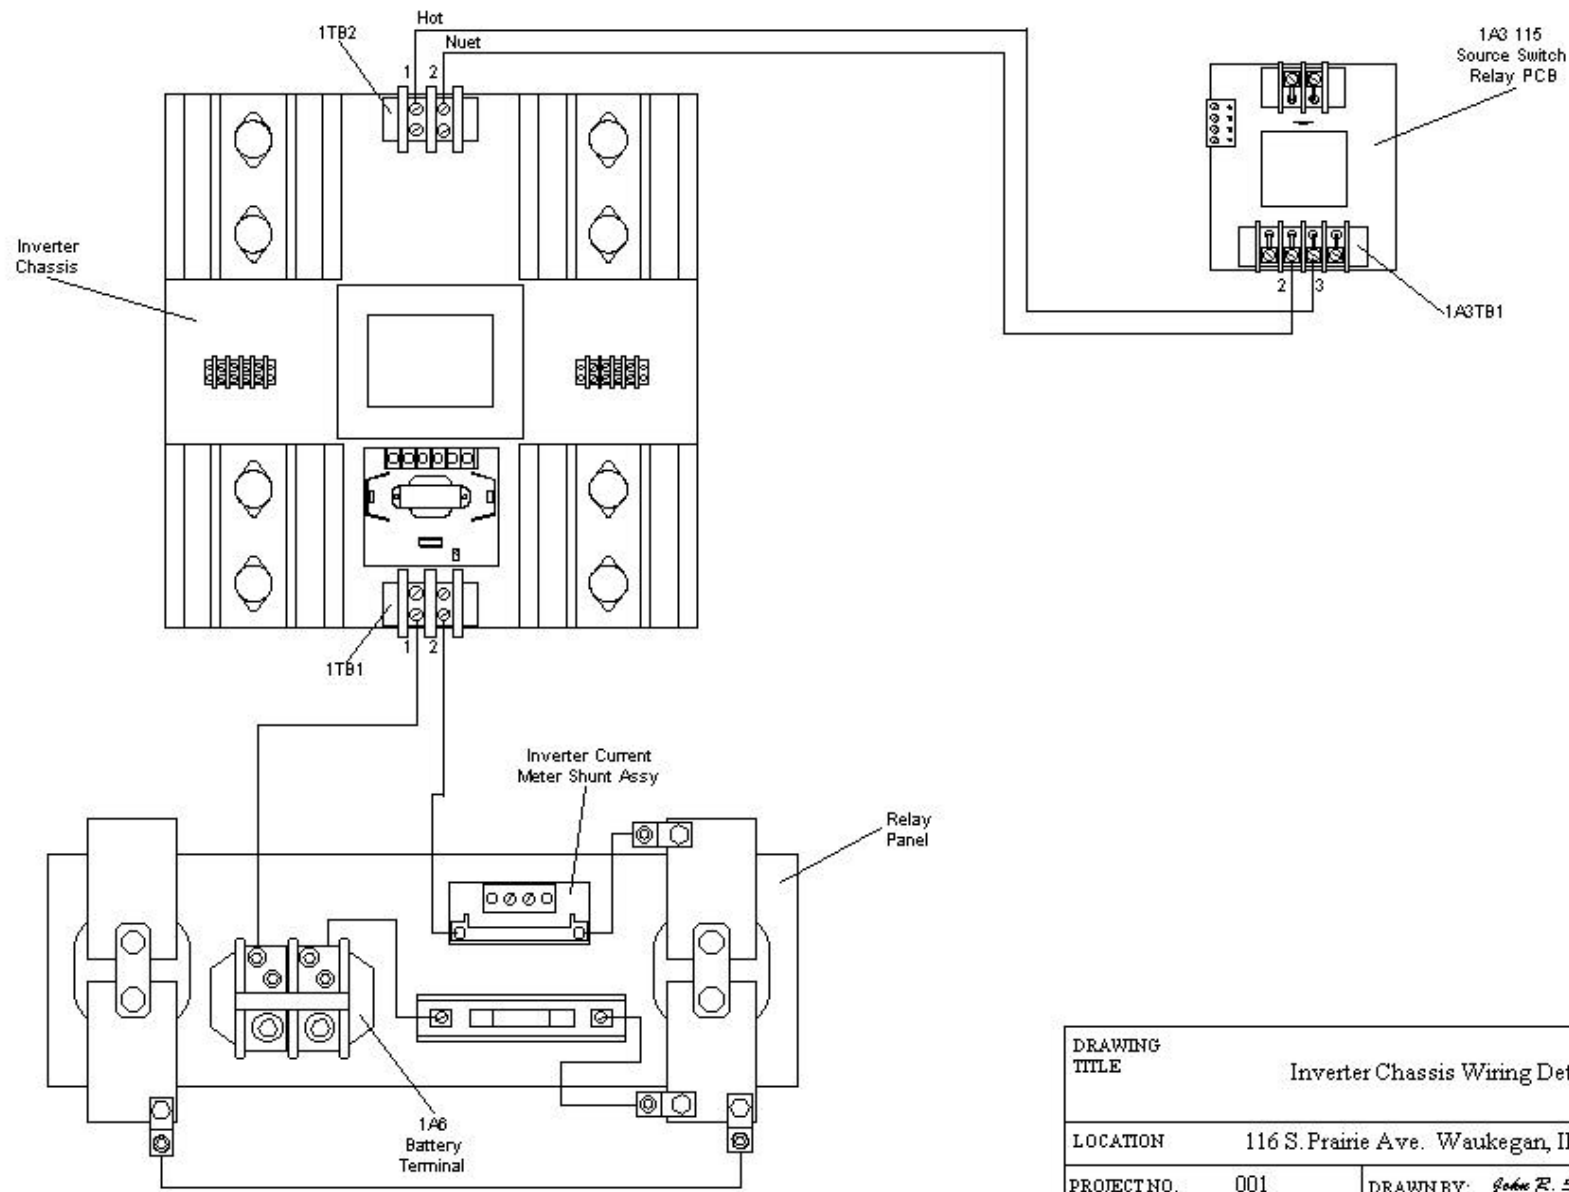 Hot
1TB2
Nuet
1 2
1A3 115
Source Switch
Relay PCB
Inverter
Chassis
2 3
1A3TB1
1 2
1TB1
Inverter Current
Meter Shunt Assy
Relay
Panel
1A6
Battery
Terminal
DRAWING
TITLE
Inverter Chassis Wiring Det
LOCATION 116 S. Prairie Ave. Waukegan, Il
PROJECT NO. 001 DRAWN BY: John R. S